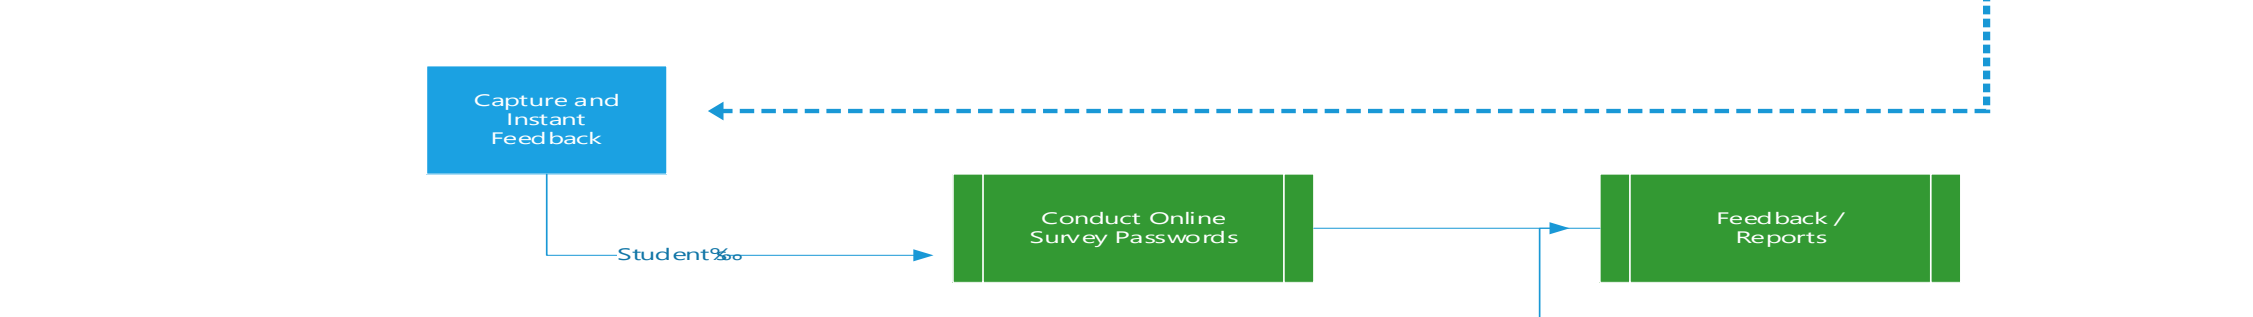 Capture and
Instant
Feedback
Conduct Online
Survey Passwords
Feedback /
Reports
Student‰